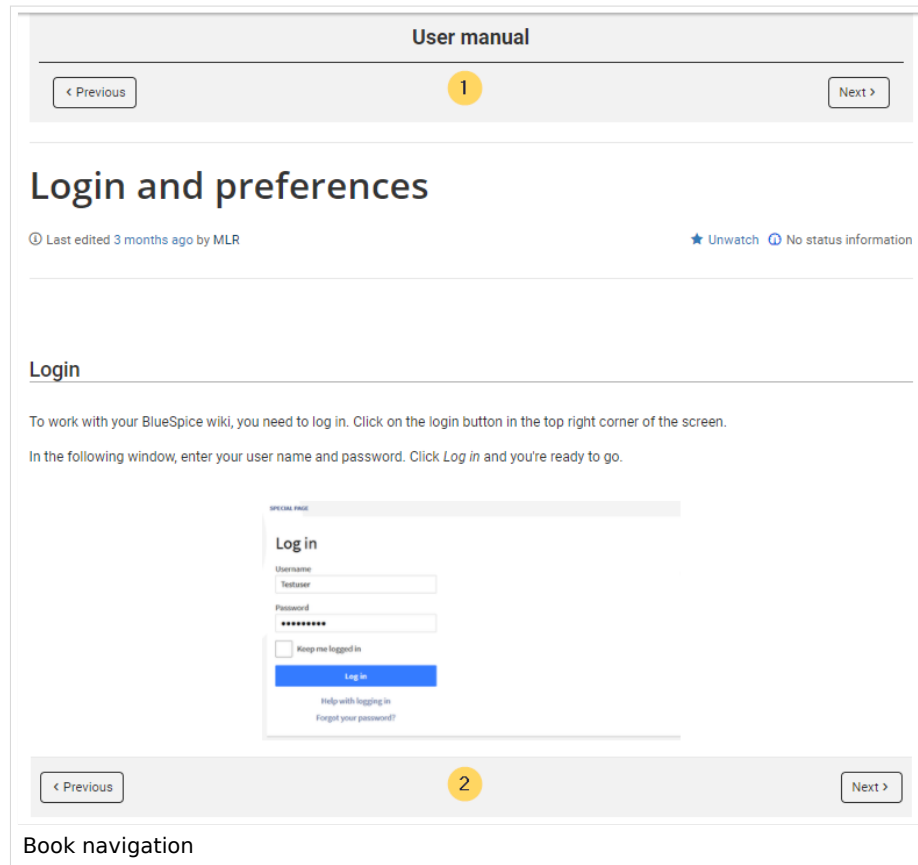 User manual
< Previous
1
Next >
Login and preferences
Last edited 3 months ago by MLR
Unwatch
No status information
Login
To work with your BlueSpice wiki, you need to log in. Click on the login button in the top right corner of the screen.
In the following window, enter your user name and password. Click Log in and you're ready to go.
SPECIAL PAGE
Log in
Username
Testuser
Password
•••••••••
Keep me logged in
Log in
Help with logging in
Forgot your password?
< Previous
2
Next >
Book navigation